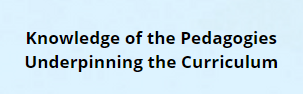 Knowledge of the Pedagogies
Underpinning the Curriculum